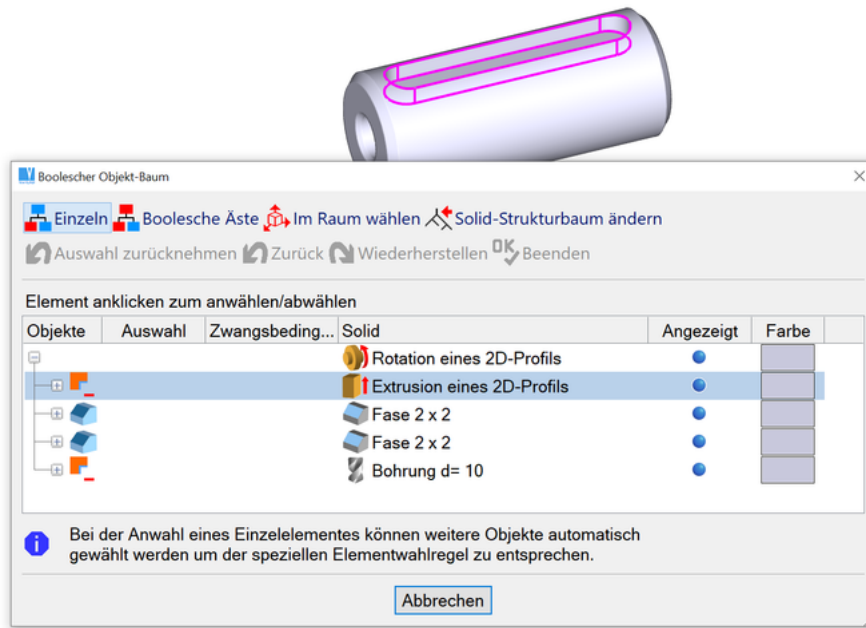 Boolescher Objekt-Baum
Einzeln Boolesche Äste Im Raum wählen Solid-Strukturbaum ändern
Auswahl zurücknehmen Zurück Wiederherstellen OK Beenden
Element anklicken zum anwählen/abwählen
Objekte Auswahl Zwangsbeding... Solid Angezeigt Farbe
Rotation eines 2D-Profils
Extrusion eines 2D-Profils
Fase 2 x 2
Fase 2 x 2
Bohrung d= 10
Bei der Anwahl eines Einzelelementes können weitere Objekte automatisch
gewählt werden um der speziellen Elementwahlregel zu entsprechen.
Abbrechen